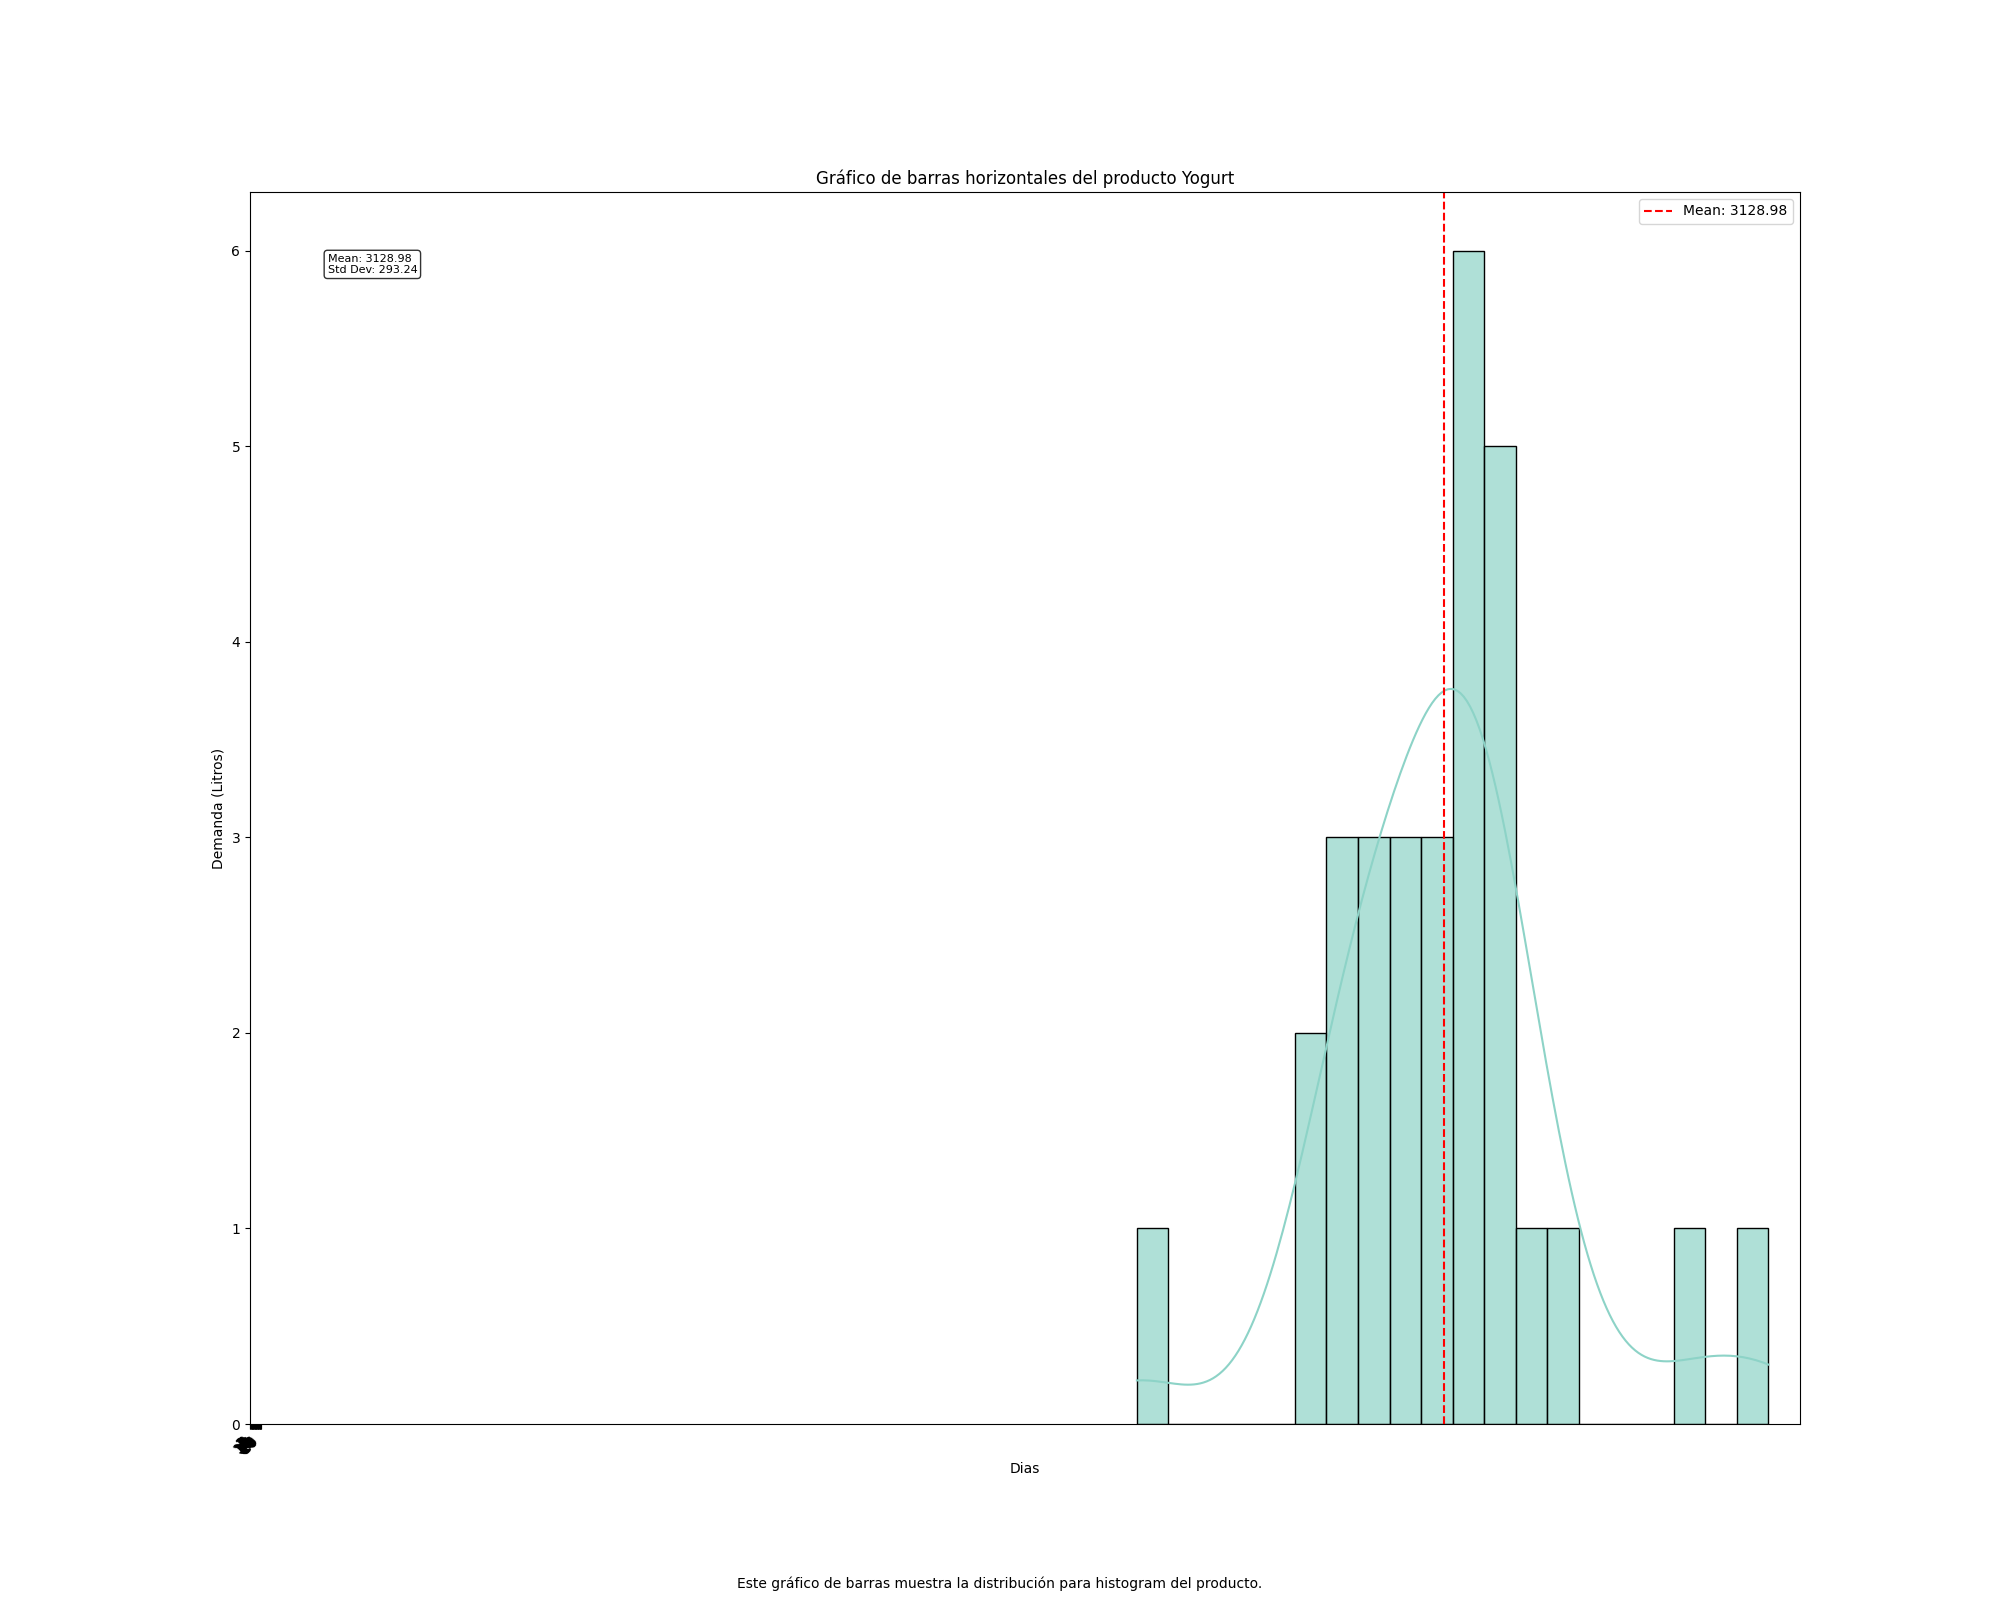 Gráfico de barras horizontales del producto Yogurt
Mean: 3128.98
Mean: 3128.98
Std Dev: 293.24
6
5
4
3
2
1
0
Demanda (Litros)
Dias
Este gráfico de barras muestra la distribución para histogram del producto.